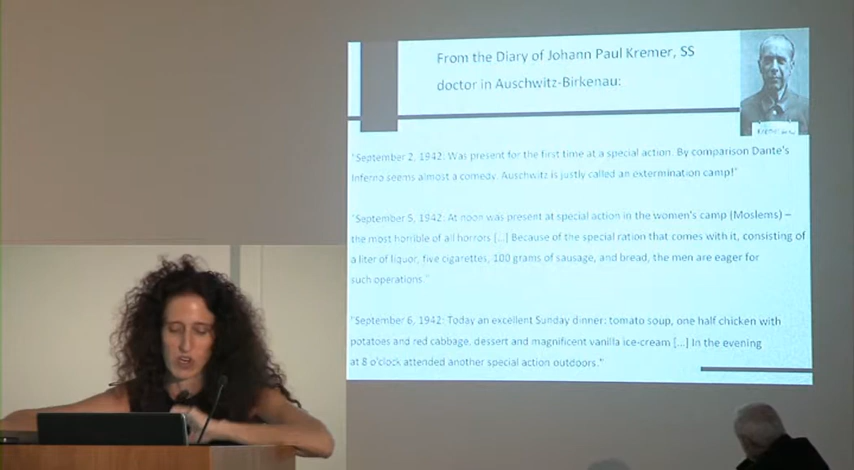 From the Diary of Johann Paul Kremer, SS
doctor in Auschwitz-Birkenau:
"September 2, 1942: Was present for the first time at a special action. By comparison Dante's
Inferno seems almost a comedy. Auschwitz is justly called an extermination camp!"
"September 5, 1942: At noon was present at special action in the women's camp (Moslems) –
the most horrible of all horrors [...] Because of the special ration that comes with it, consisting of
a liter of liquor, five cigarettes, 100 grams of sausage, and bread, the men are eager for
such operations."
"September 6, 1942: Today an excellent Sunday dinner: tomato soup, one half chicken with
potatoes and red cabbage, dessert and magnificent vanilla ice-cream [...] In the evening
at 8 o'clock attended another special action outdoors."